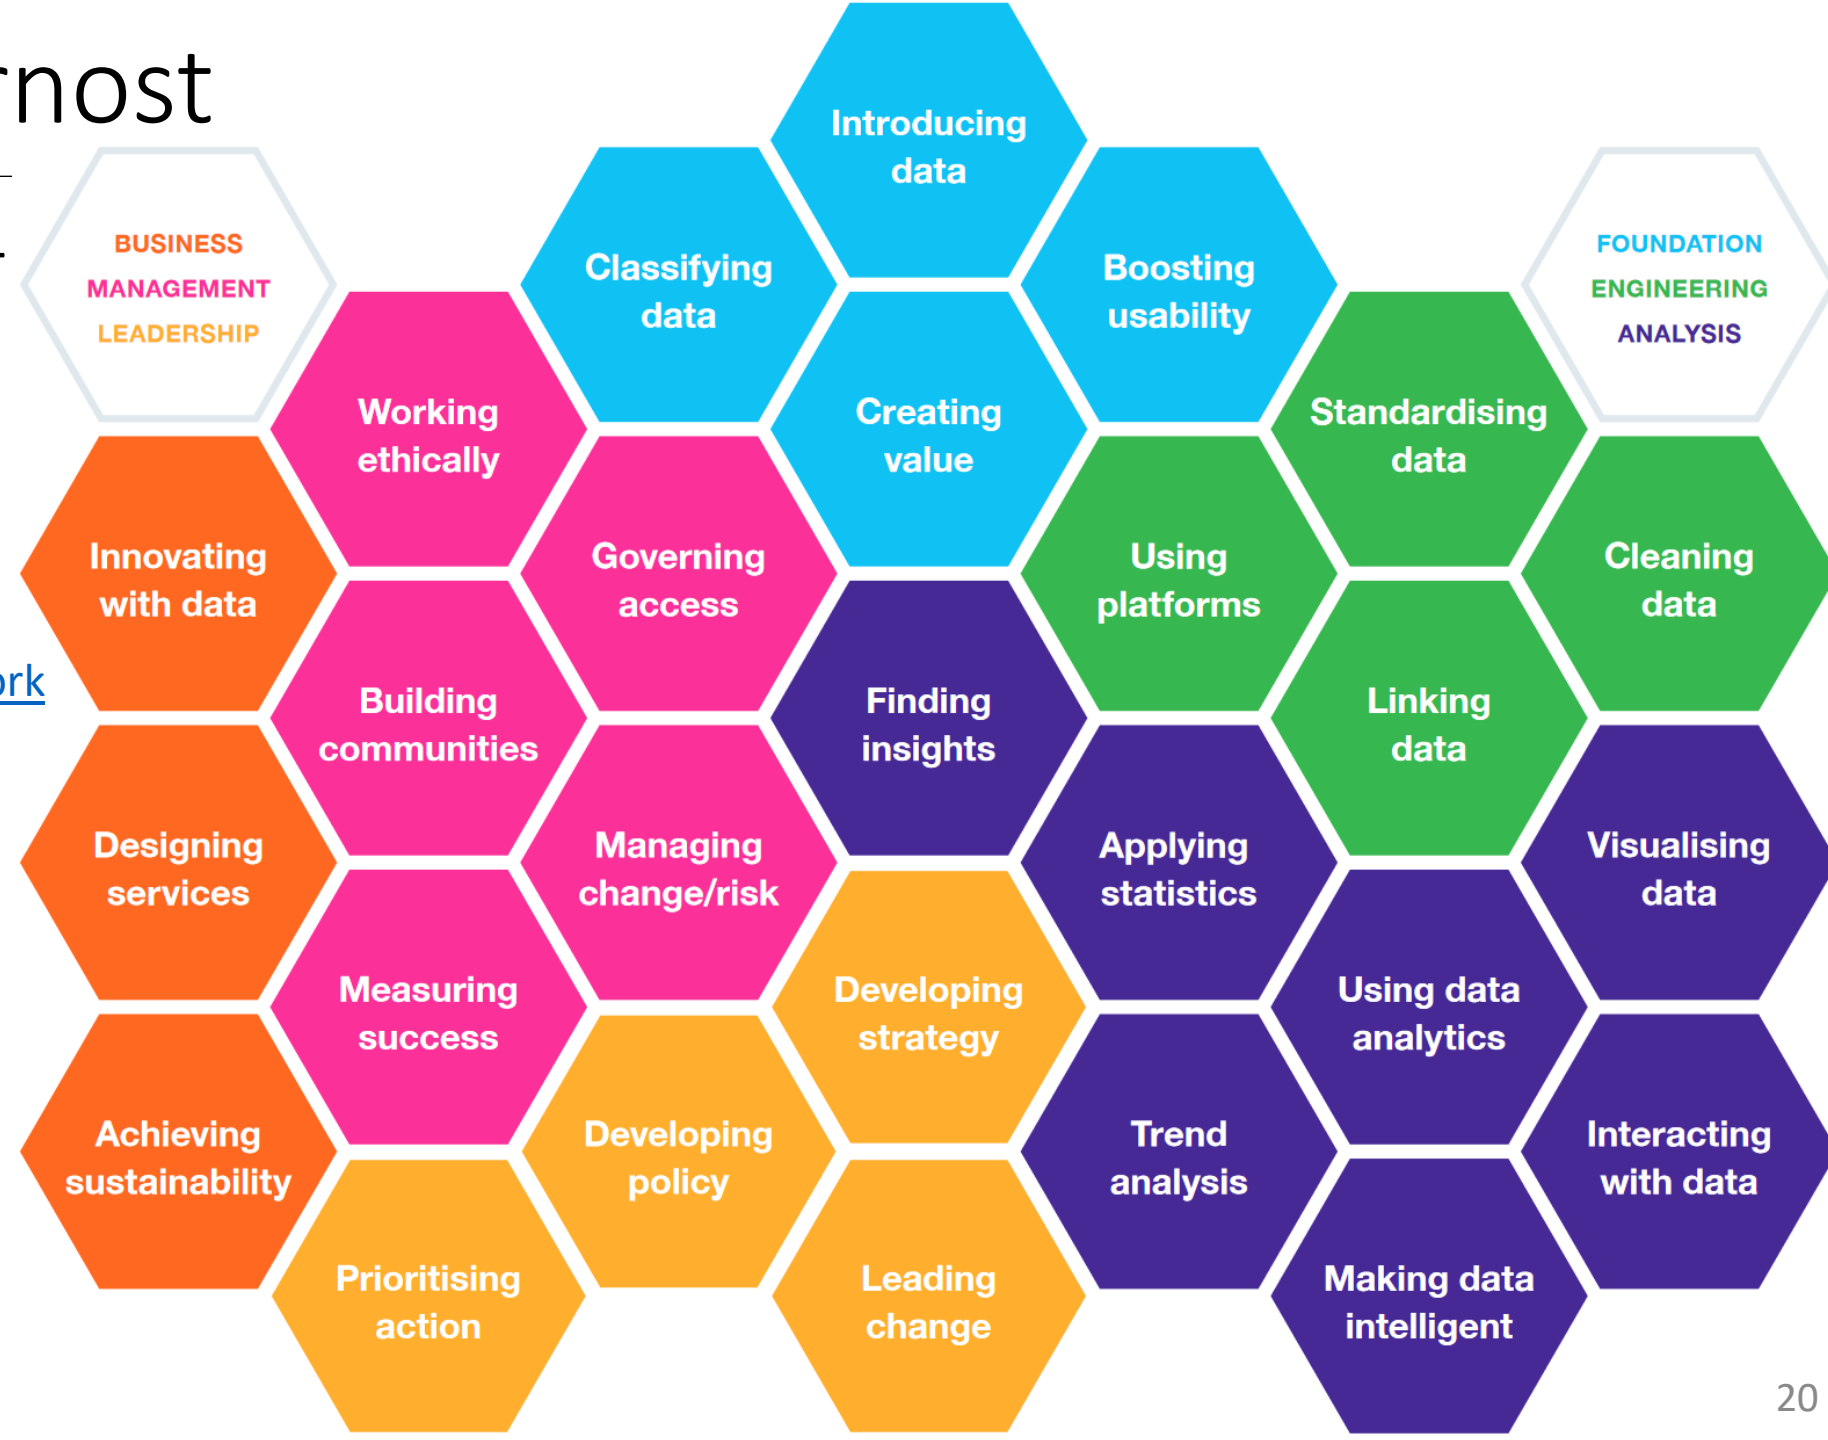 rnost
Introducing
data
BUSINESS
MANAGEMENT
LEADERSHIP
Classifying
data
Boosting
usability
FOUNDATION
ENGINEERING
ANALYSIS
Working
ethically
Creating
value
Standardising
data
Innovating
with data
Governing
access
Using
platforms
Cleaning
data
ork
Building
communities
Finding
insights
Linking
data
Designing
services
Managing
change/risk
Applying
statistics
Visualising
data
Measuring
success
Developing
strategy
Using data
analytics
Achieving
sustainability
Developing
policy
Trend
analysis
Interacting
with data
Prioritising
action
Leading
change
Making data
intelligent
20